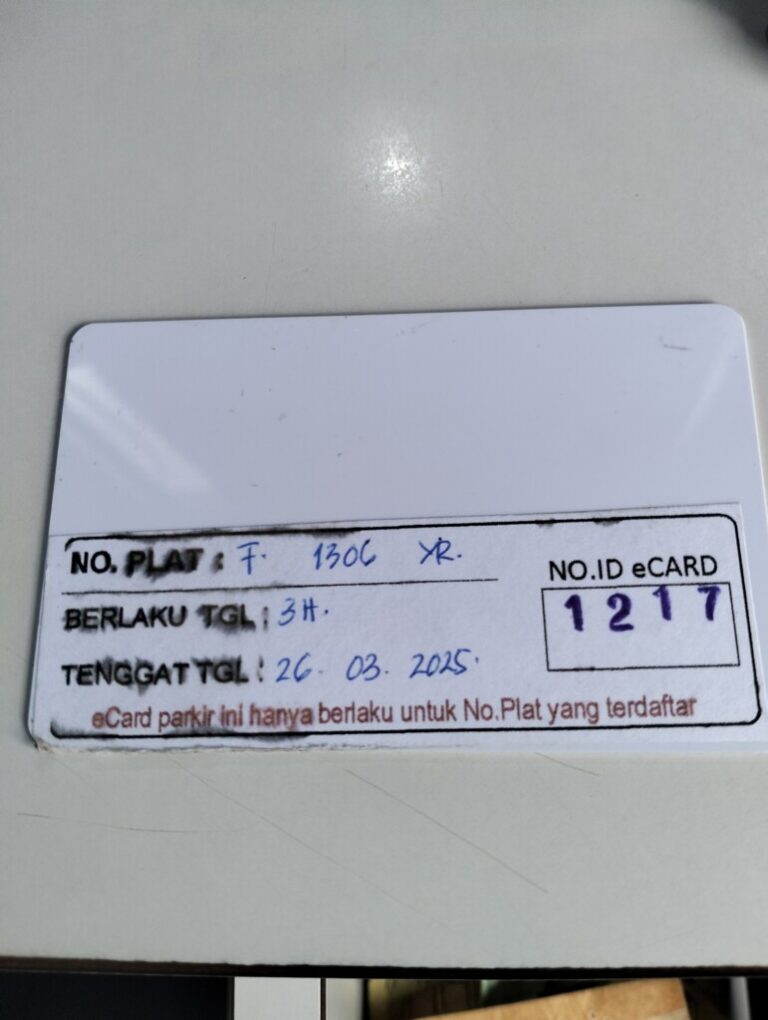 NO. PLAT : F. 1306 YR.
NO.ID eCARD
1217
BERLAKU TGL : 3H.
TENGGAT TGL : 26. 03. 2025.
eCard parkir ini hanya berlaku untuk No.Plat yang terdaftar